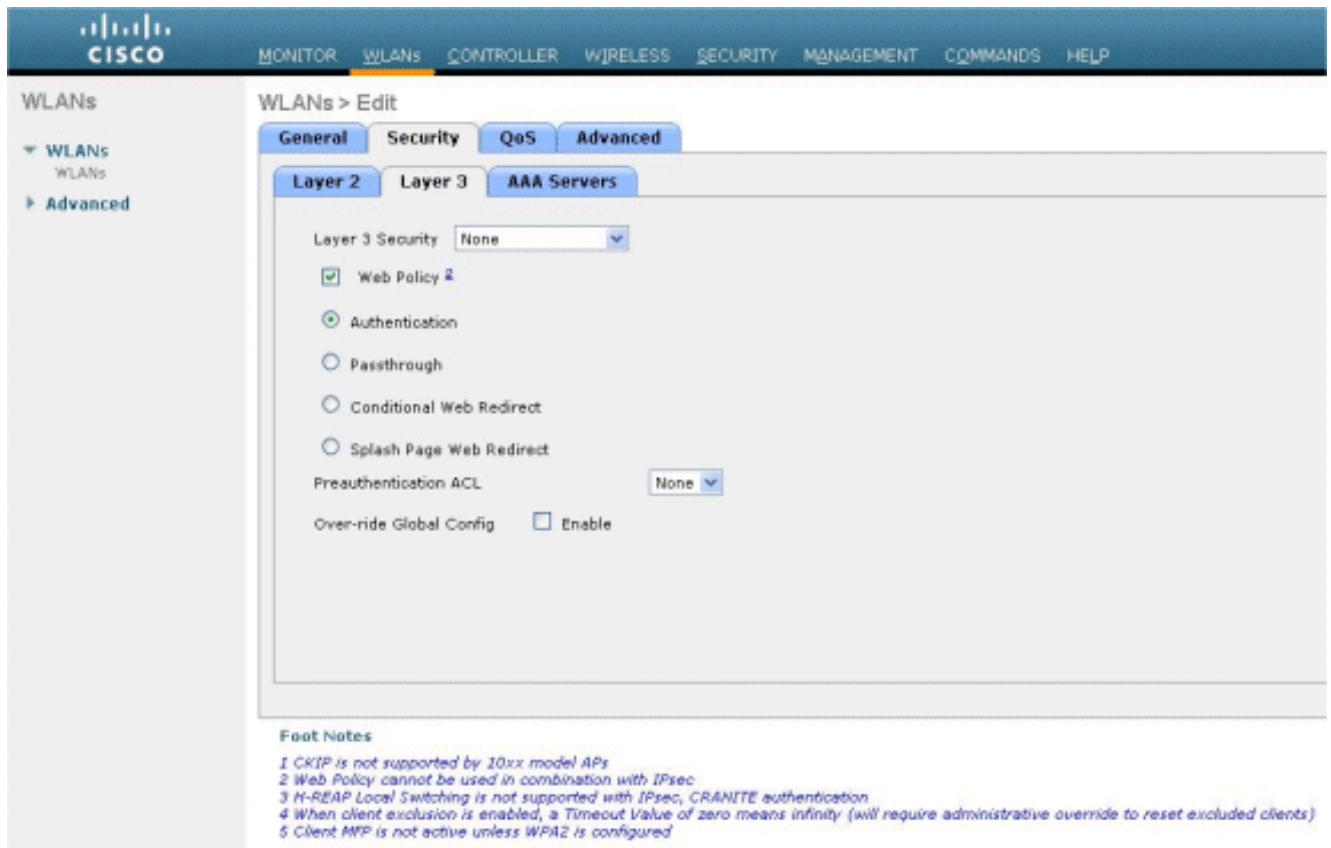 CISCO
MONITOR WLANs CONTROLLER WIRELESS SECURITY MANAGEMENT COMMANDS HELP
WLANs
WLANs
WLANs
Advanced
WLANs > Edit
General Security QoS Advanced
Layer 2 Layer 3 AAA Servers
Layer 3 Security None
Web Policy 2
Authentication
Passthrough
Conditional Web Redirect
Splash Page Web Redirect
Preauthentication ACL None
Over-ride Global Config Enable
Foot Notes
1 CKIP is not supported by 10xx model APs
2 Web Policy cannot be used in combination with IPsec
3 H-REAP Local Switching is not supported with IPsec, CRANITE authentication
4 When client exclusion is enabled, a Timeout Value of zero means infinity (will require administrative override to reset excluded clients)
5 Client MFP is not active unless WPA2 is configured